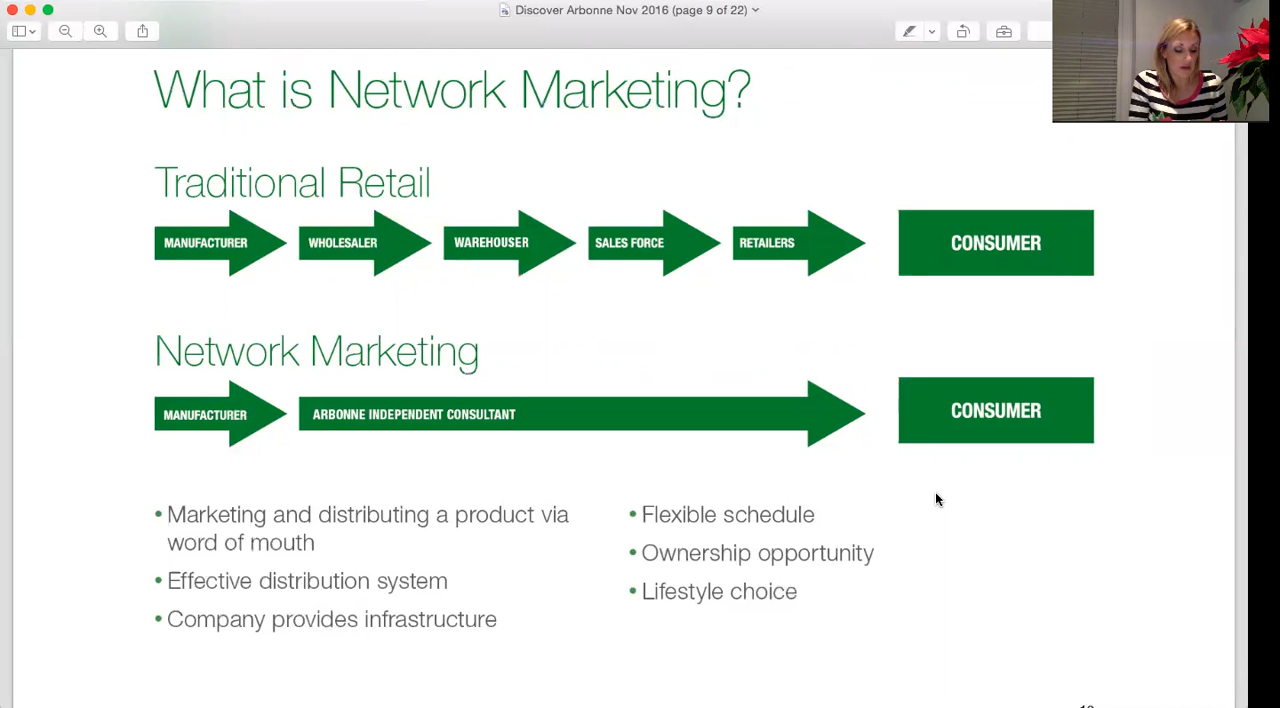 Discover Arbonne Nov 2016 (page 9 of 22)
What is Network Marketing?
Traditional Retail
MANUFACTURER
WHOLESALER
WAREHOUSER
SALES FORCE
RETAILERS
CONSUMER
Network Marketing
MANUFACTURER
ARBONNE INDEPENDENT CONSULTANT
CONSUMER
• Marketing and distributing a product via
word of mouth
• Effective distribution system
• Company provides infrastructure
• Flexible schedule
• Ownership opportunity
• Lifestyle choice